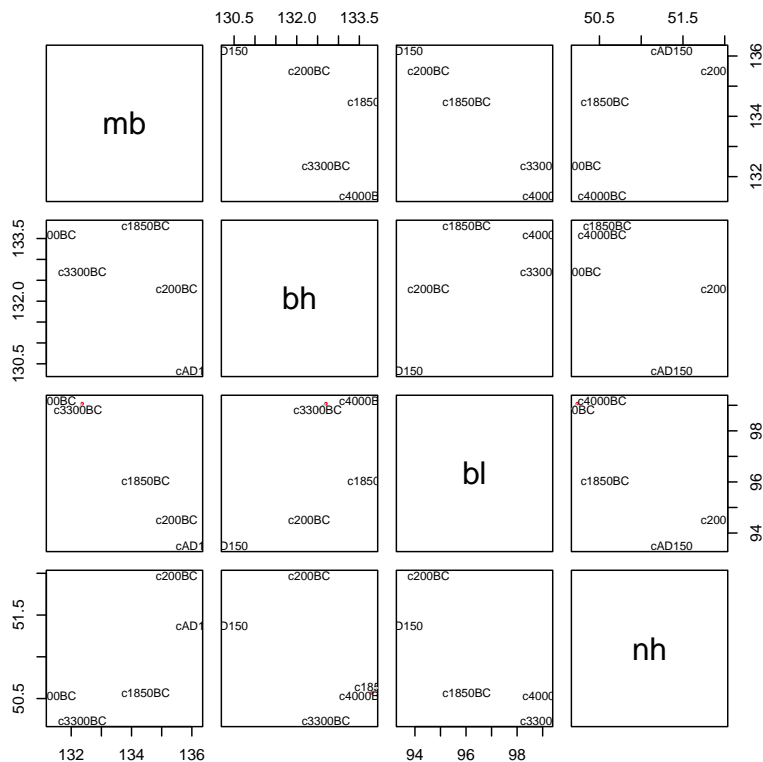 130.5 132.0 133.5 50.5 51.5
mb
D150 c200BC c1850 c3300BC c4000B
D150 c200BC c1850BC c3300 c4000
cAD150 c200 c1850BC 00BC c4000BC
136 134 132
133.5 132.0 130.5
c1850BC 00BC c3300BC c200BC cAD1
bh
c1850BC c4000 c3300 c200BC D150
c1850BC c4000BC 00BC c200 cAD150
00BC c3300BC c1850BC c200BC cAD1
c4000B c3300BC c1850 c200BC D150
bl
c4000BC 0BC c1850BC c200 cAD150
98 96 94
51.5 50.5
c200BC cAD1 c1850BC 00BC c3300BC
c200BC D150 c185 c4000B c3300BC
c200BC D150 c1850BC c4000 c3300
nh
132 134 136 94 96 98